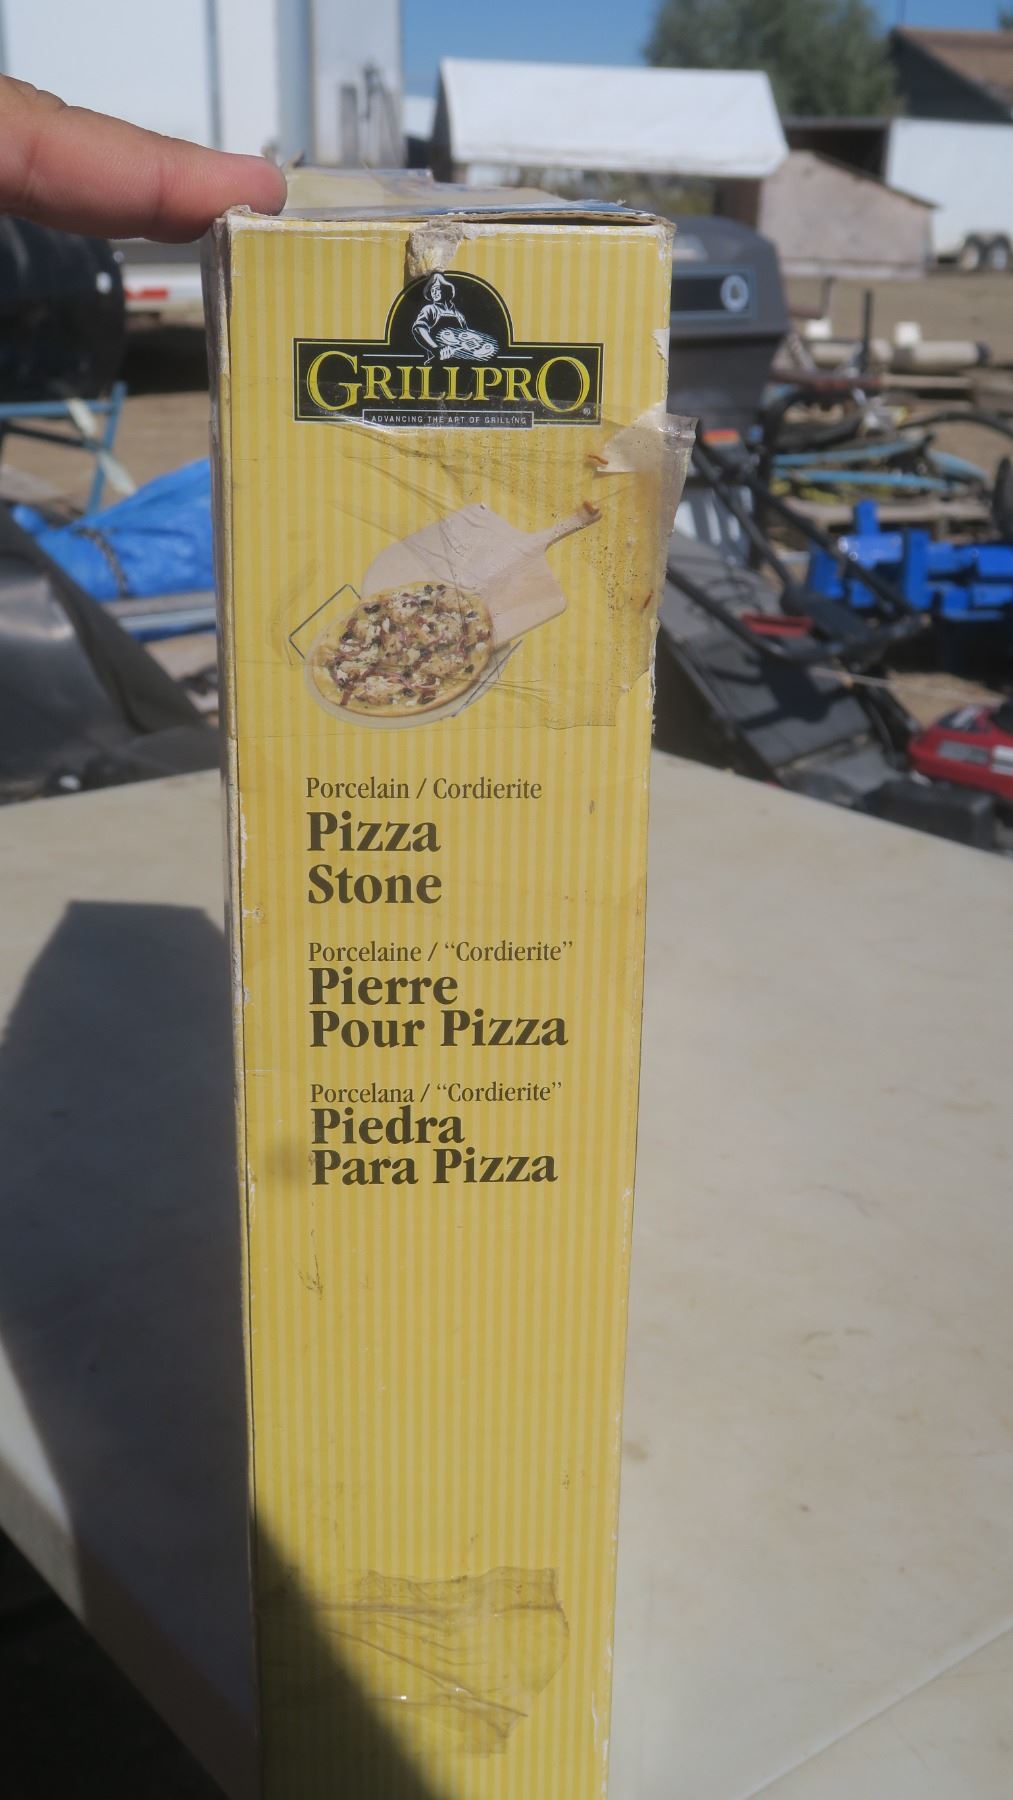 GRILLPRO®
ADVANCING THE ART OF GRILLING
Porcelain / Cordierite
Pizza
Stone
Porcelaine / “Cordierite”
Pierre
Pour Pizza
Porcelana / “Cordierite”
Piedra
Para Pizza